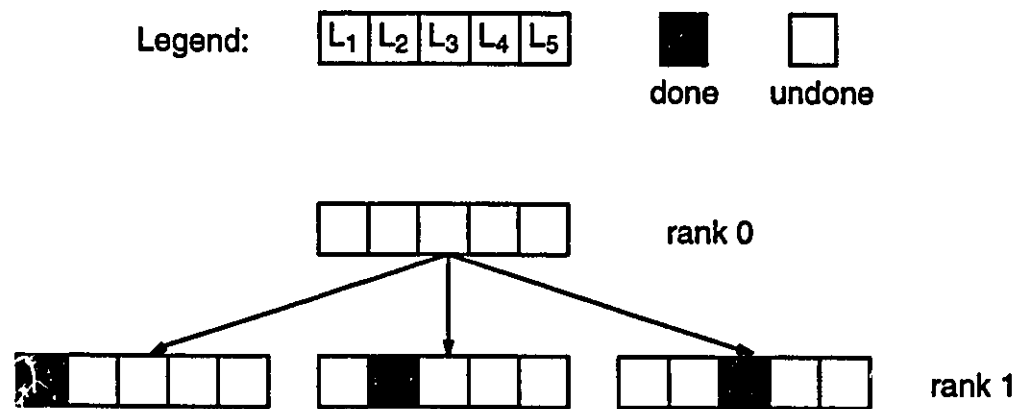 Legend: L₁ L₂ L₃ L₄ L₅
done undone
rank 0
rank 1